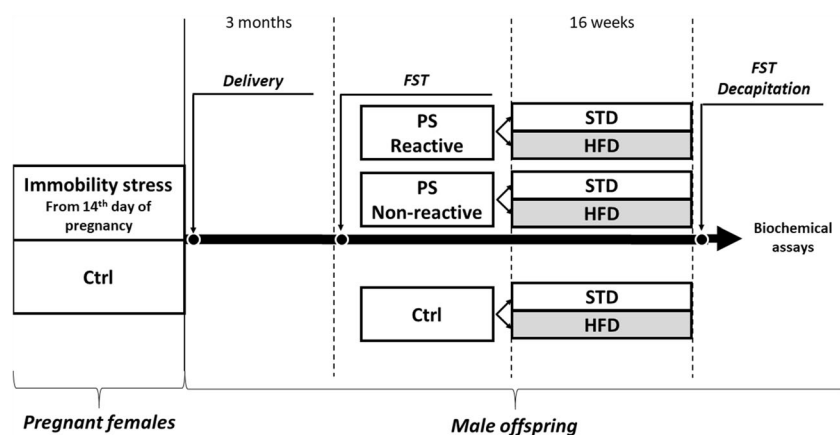 3 months
16 weeks
Delivery
FST
FST
Decapitation
PS
Reactive
STD
HFD
Immobility stress
From 14th day of
pregnancy
PS
Non-reactive
STD
HFD
Biochemical
assays
Ctrl
Ctrl
STD
HFD
Pregnant females
Male offspring